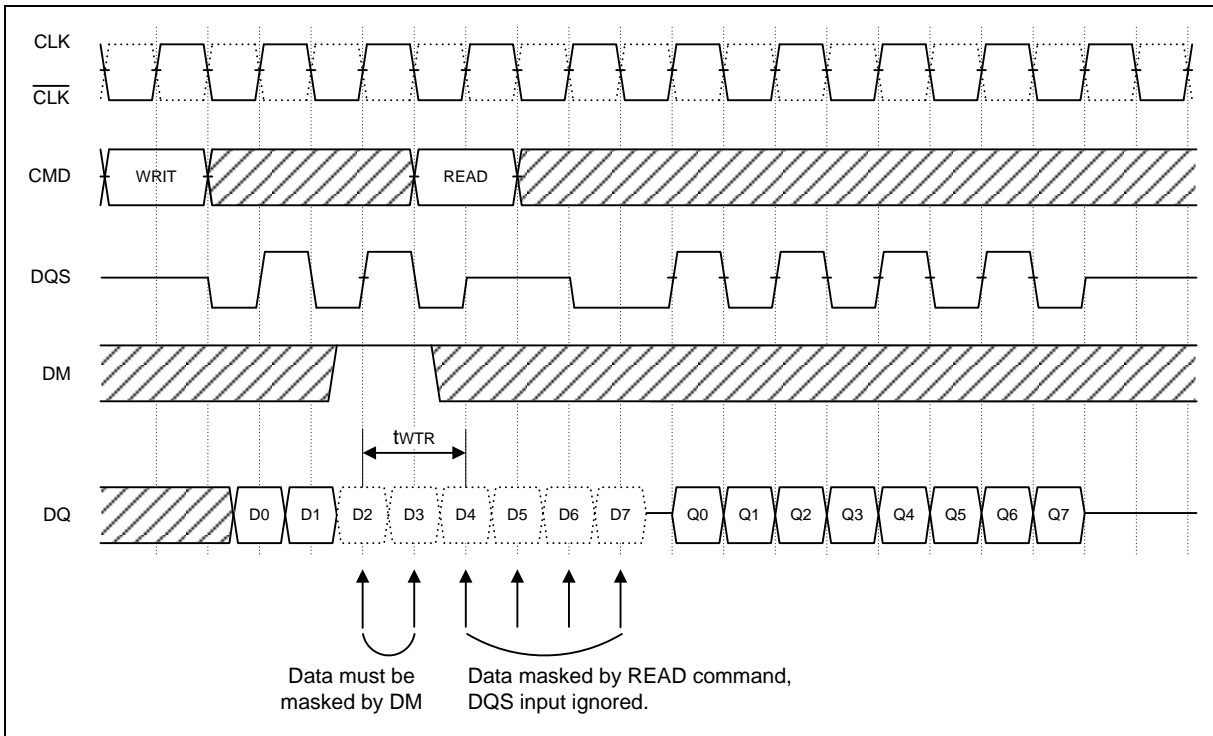 CLK
CLK
CMD WRIT READ
DQS
DM
tWTR
DQ D0 D1 D2 D3 D4 D5 D6 D7 Q0 Q1 Q2 Q3 Q4 Q5 Q6 Q7
Data must be
masked by DM
Data masked by READ command,
DQS input ignored.